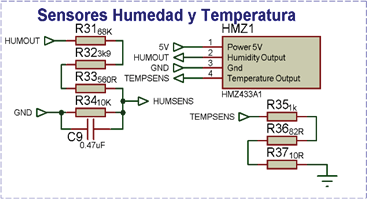 Sensores Humedad y Temperatura
R31
68K
HUMOUT
R32
3k9
R33
560R
GND
R34
10K
HUMSENS
C9
0.47uF
HMZ1
5V
1
Power 5V
HUMOUT
2
Humidity Output
GND
3
Gnd
TEMPSENS
4
Temperature Output
HMZ433A1
R35
1k
TEMPSENS
R36
82R
R37
10R